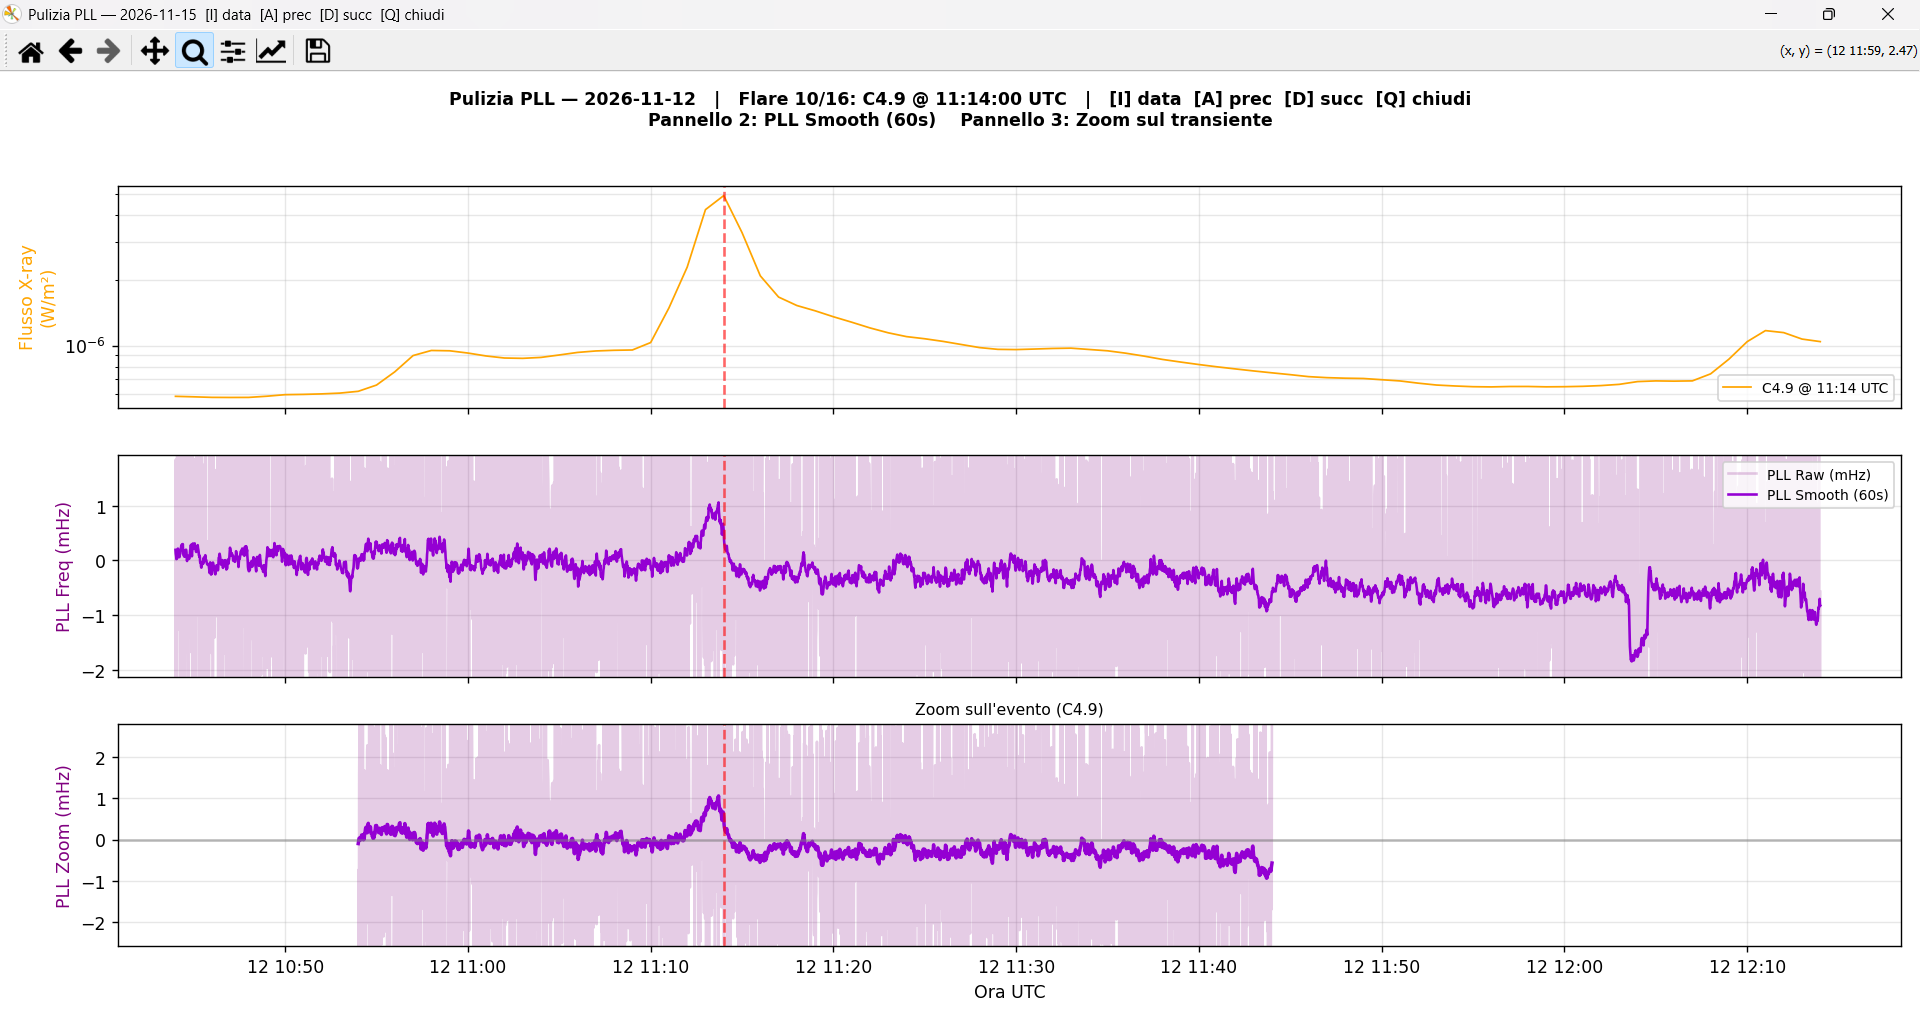 Pulizia PLL — 2026-11-15  [I] data  [A] prec  [D] succ  [Q] chiudi
(x, y) = (12 11:59, 2.47)
Pulizia PLL — 2026-11-12   |   Flare 10/16: C4.9 @ 11:14:00 UTC   |   [I] data  [A] prec  [D] succ  [Q] chiudi
Pannello 2: PLL Smooth (60s)    Pannello 3: Zoom sul transiente
Flusso X-ray
(W/m²)
10⁻⁶
C4.9 @ 11:14 UTC
PLL Freq (mHz)
1
0
−1
−2
PLL Raw (mHz)
PLL Smooth (60s)
Zoom sull'evento (C4.9)
PLL Zoom (mHz)
2
1
0
−1
−2
12 10:50
12 11:00
12 11:10
12 11:20
12 11:30
12 11:40
12 11:50
12 12:00
12 12:10
Ora UTC